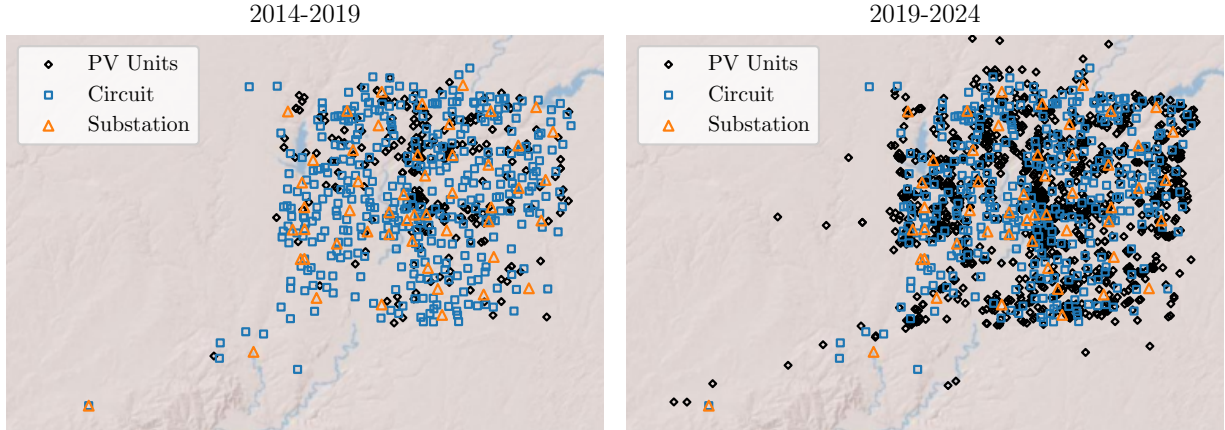 2014-2019
PV Units
Circuit
Substation
2019-2024
PV Units
Circuit
Substation